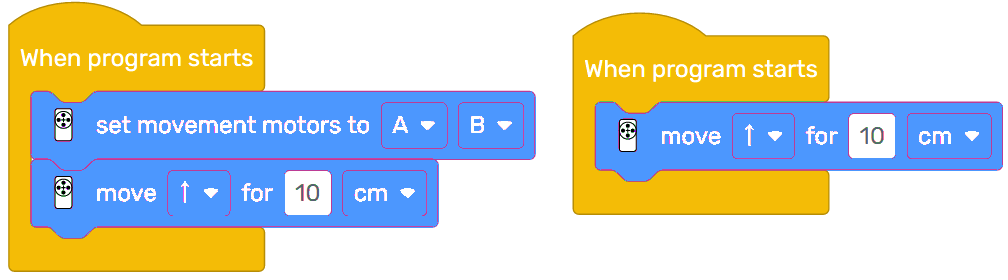 When program starts
set movement motors to A B
move ↑ for 10 cm
When program starts
move ↑ for 10 cm